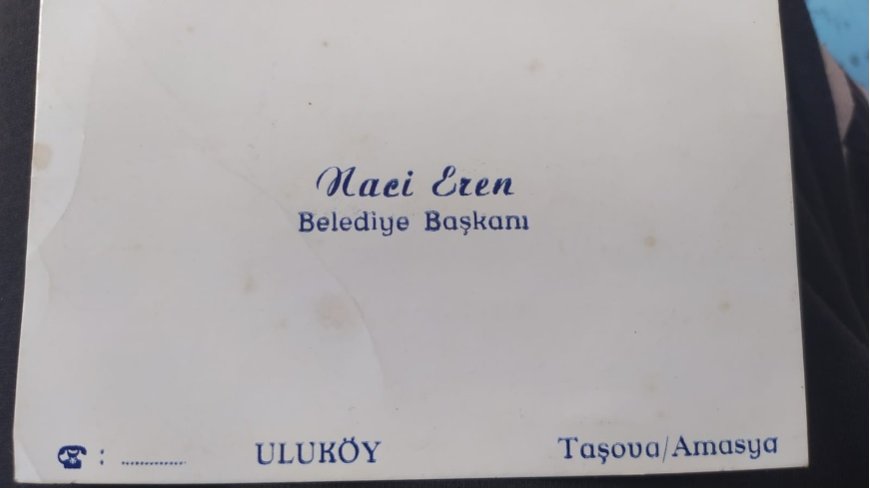 Naci Eren
Belediye Başkanı
☎ : ........... ULUKÖY Taşova/Amasya